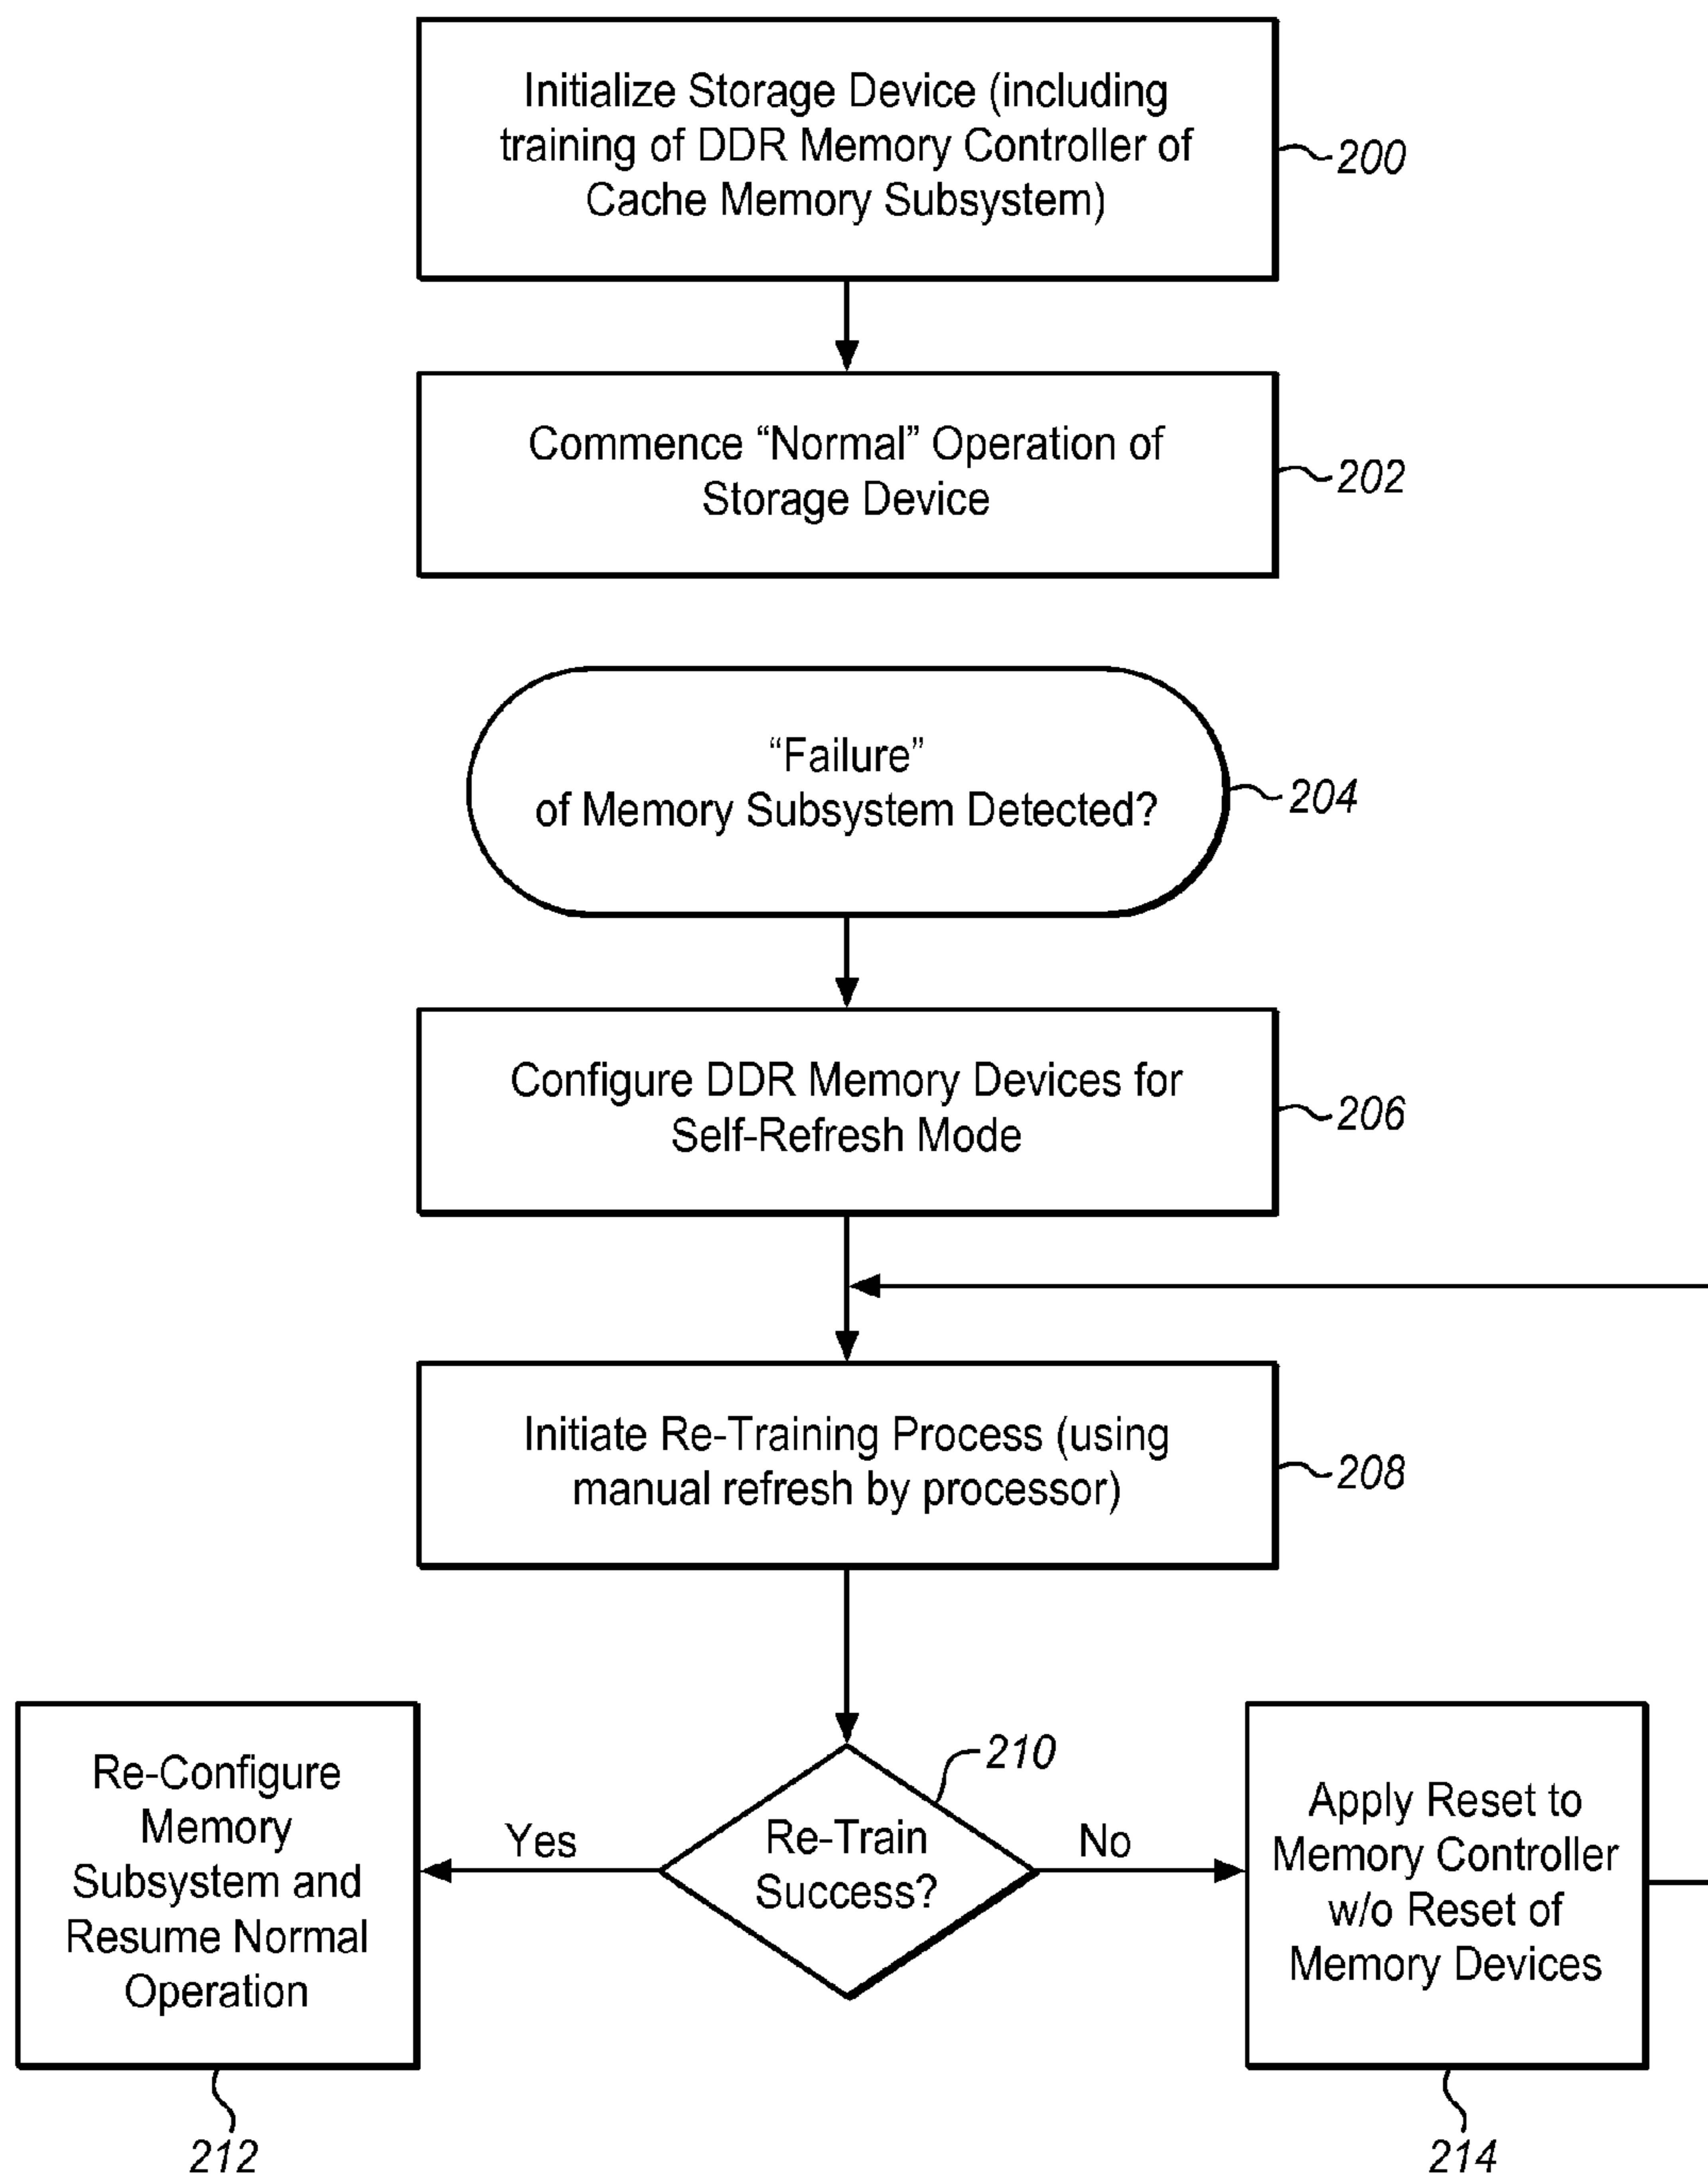 Initialize Storage Device (including
training of DDR Memory Controller of
Cache Memory Subsystem)
200
Commence “Normal” Operation of
Storage Device
202
“Failure”
of Memory Subsystem Detected?
204
Configure DDR Memory Devices for
Self-Refresh Mode
206
Initiate Re-Training Process (using
manual refresh by processor)
208
210
Re-Train
Success?
Yes
No
Re-Configure
Memory
Subsystem and
Resume Normal
Operation
212
Apply Reset to
Memory Controller
w/o Reset of
Memory Devices
214